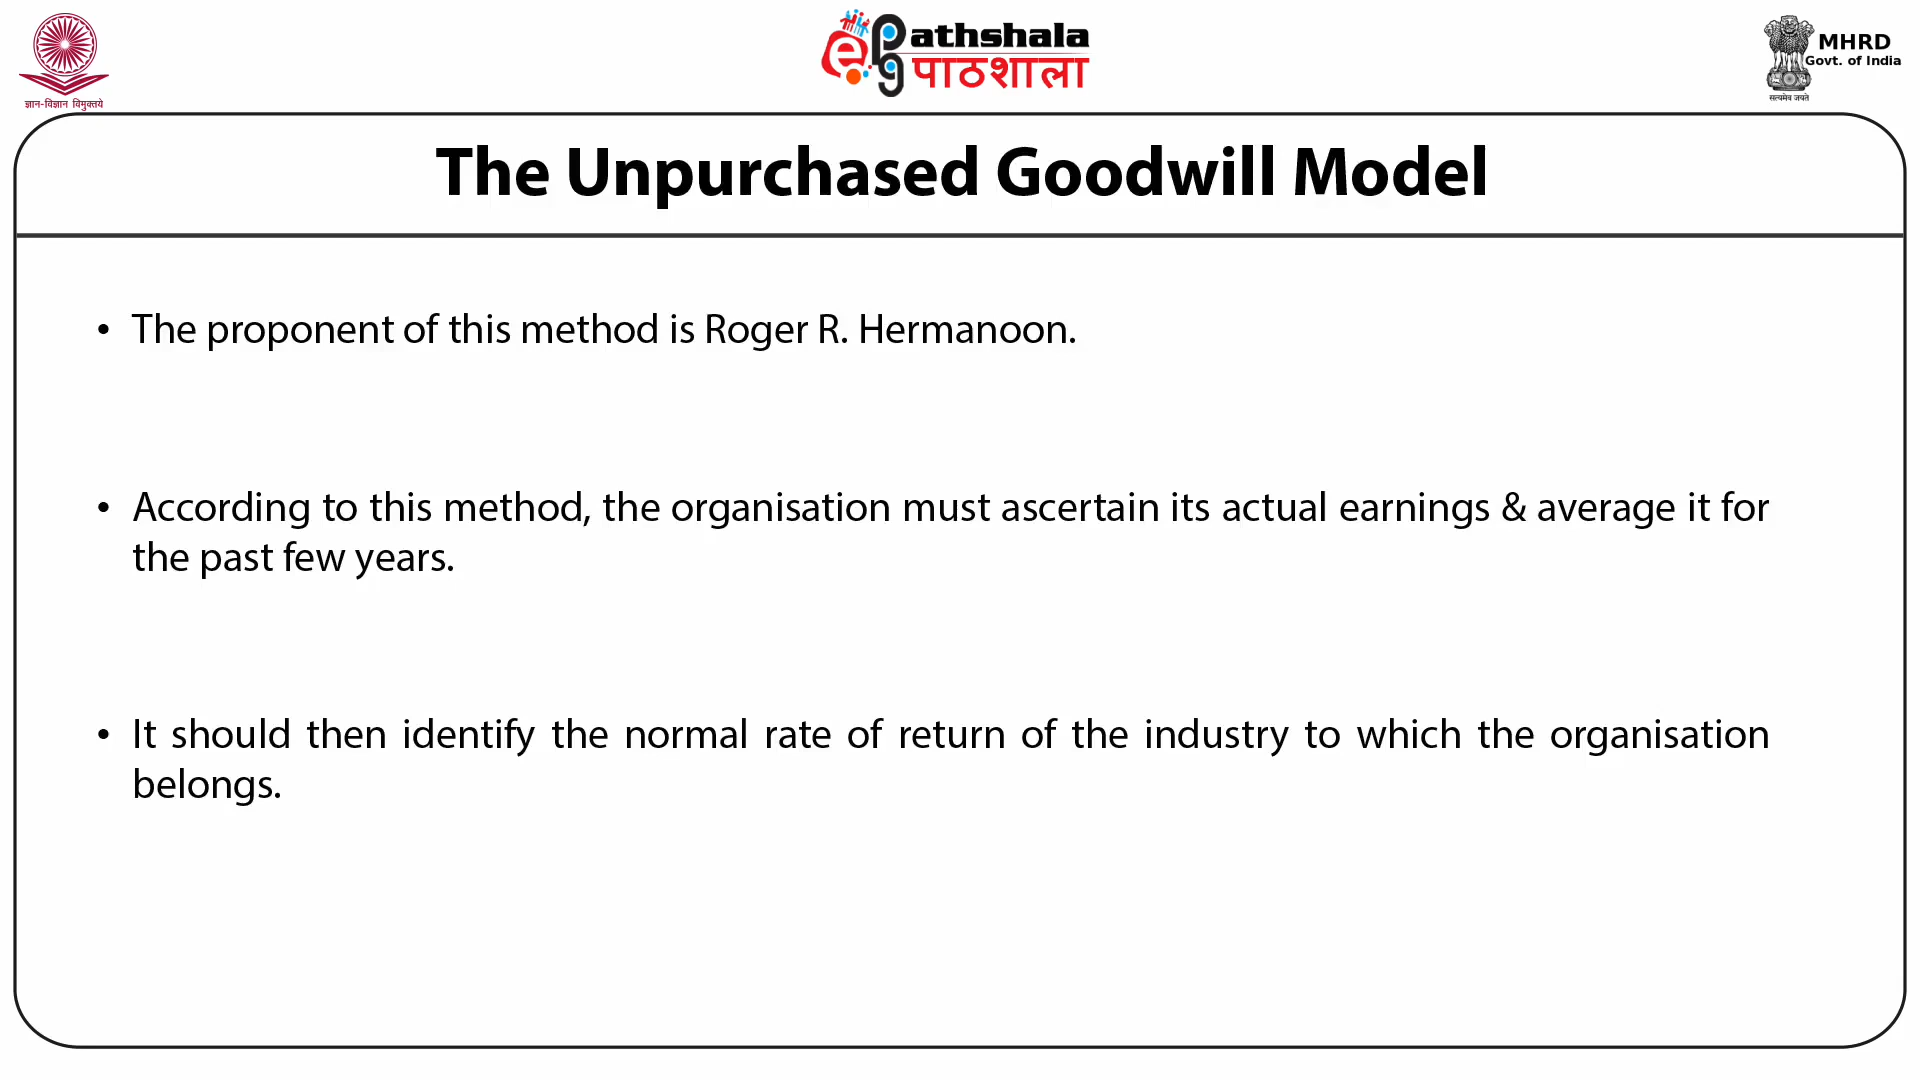 ज्ञान-विज्ञान विमुक्तये
ePG Pathshala
पाठशाला
MHRD
Govt. of India
सत्यमेव जयते
The Unpurchased Goodwill Model
• The proponent of this method is Roger R. Hermanoon.
• According to this method, the organisation must ascertain its actual earnings & average it for
the past few years.
• It should then identify the normal rate of return of the industry to which the organisation
belongs.